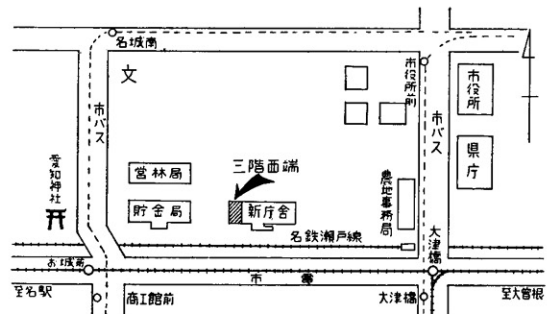 名城南
文
市バス
市役所前
市役所
市バス
県庁
愛知神社
営林局
三階西端
農地事務局
貯金局
新庁舎
名鉄瀬戸線
大津橋
お城前
市電
至名駅
商工館前
大津橋
至大曽根